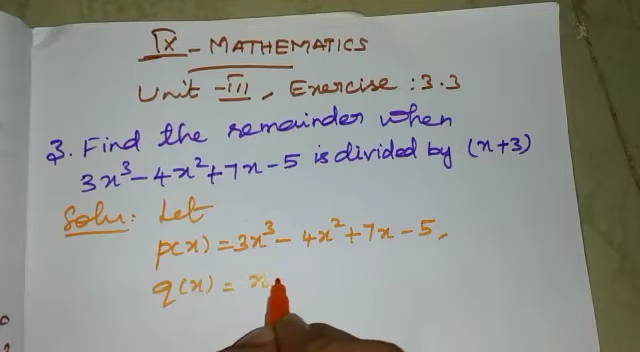 IX - MATHEMATICS
Unit - III, Exercise : 3.3
3. Find the remainder when
3x³ - 4x² + 7x - 5 is divided by (x+3)
Solu: Let
p(x) = 3x³ - 4x² + 7x - 5,
q(x) = x